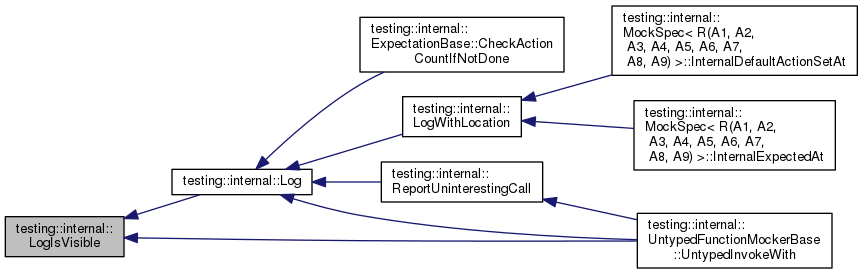 testing::internal::
LogIsVisible
testing::internal::Log
testing::internal::
ExpectationBase::CheckAction
CountIfNotDone
testing::internal::
LogWithLocation
testing::internal::
ReportUninterestingCall
testing::internal::
MockSpec< R(A1, A2,
A3, A4, A5, A6, A7,
A8, A9) >::InternalDefaultActionSetAt
testing::internal::
MockSpec< R(A1, A2,
A3, A4, A5, A6, A7,
A8, A9) >::InternalExpectedAt
testing::internal::
UntypedFunctionMockerBase
::UntypedInvokeWith